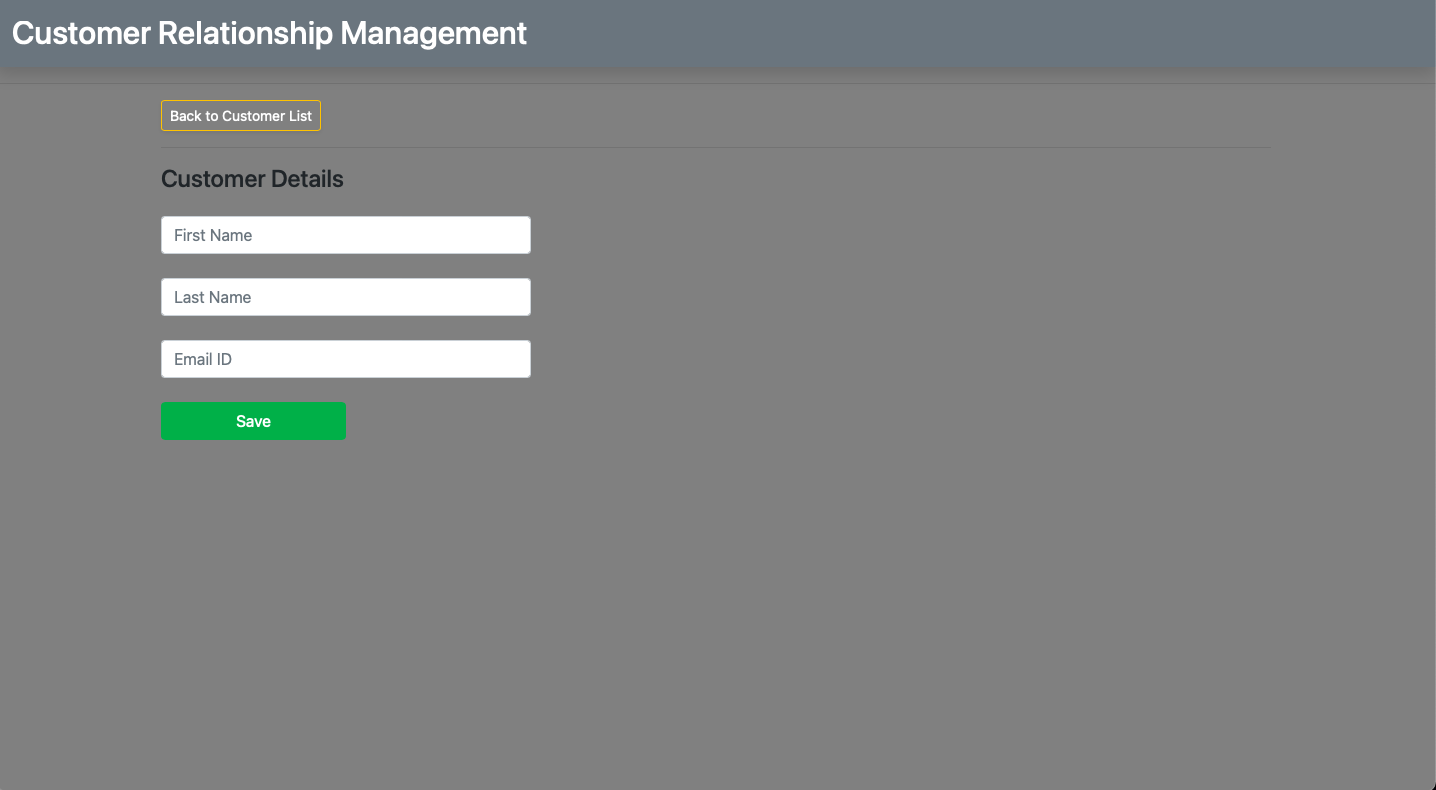 Customer Relationship Management
Back to Customer List
Customer Details
First Name
Last Name
Email ID
Save